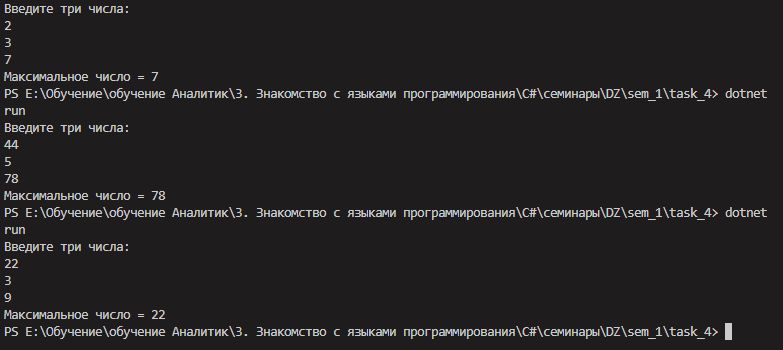 Введите три числа:
2
3
7
Максимальное число = 7
PS E:\Обучение\обучение Аналитик\3. Знакомство с языками программирования\C#\семинары\DZ\sem_1\task_4> dotnet
run
Введите три числа:
44
5
78
Максимальное число = 78
PS E:\Обучение\обучение Аналитик\3. Знакомство с языками программирования\C#\семинары\DZ\sem_1\task_4> dotnet
run
Введите три числа:
22
3
9
Максимальное число = 22
PS E:\Обучение\обучение Аналитик\3. Знакомство с языками программирования\C#\семинары\DZ\sem_1\task_4>